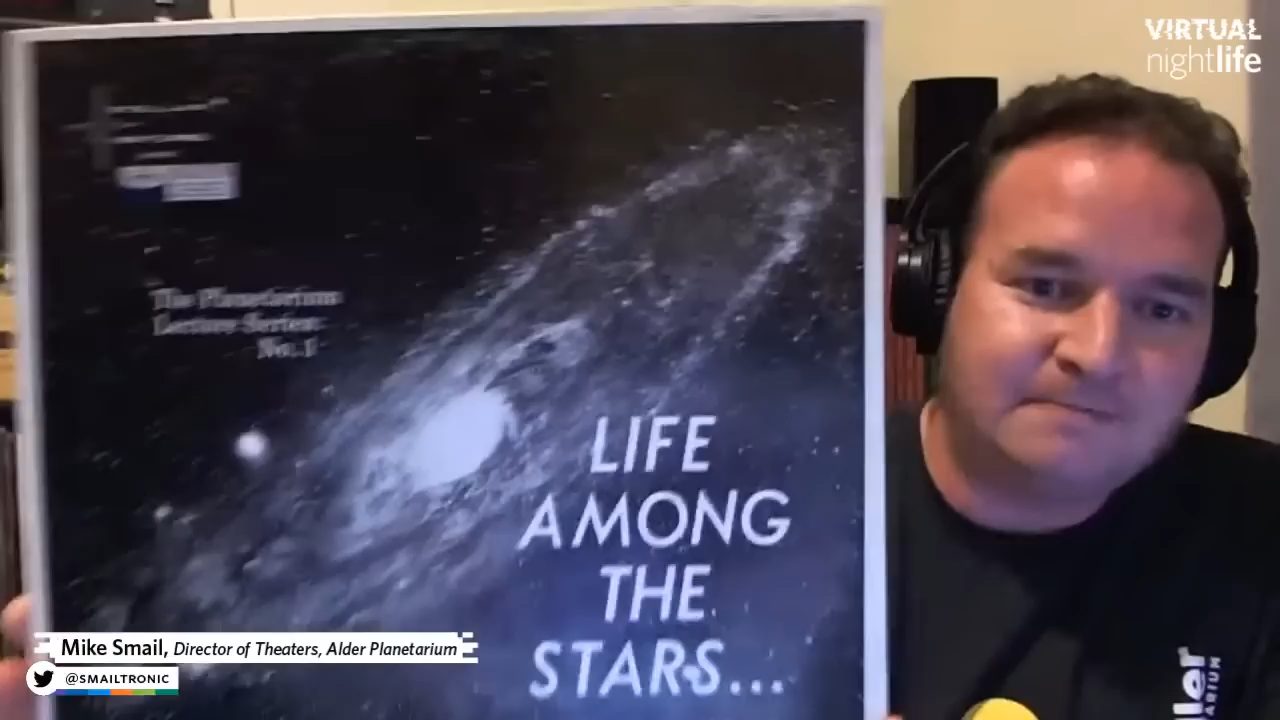 VIRTUAL
nightlife
The Planetarium
Lecture Series:
No. 1
LIFE
AMONG
THE
STARS...
Mike Smail, Director of Theaters, Alder Planetarium
@SMAILTRONIC